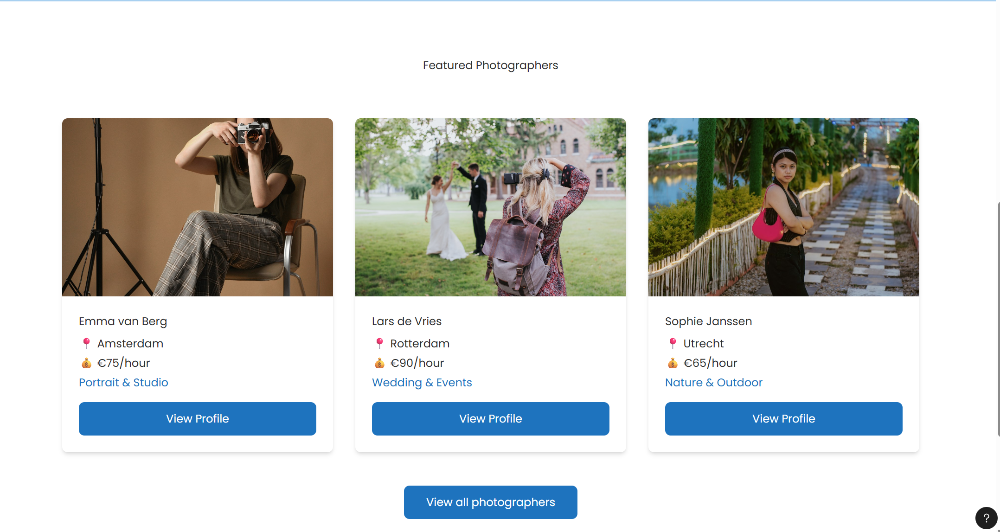 Featured Photographers
Emma van Berg
Amsterdam
€75/hour
Portrait & Studio
View Profile
Lars de Vries
Rotterdam
€90/hour
Wedding & Events
View Profile
Sophie Janssen
Utrecht
€65/hour
Nature & Outdoor
View Profile
View all photographers
?